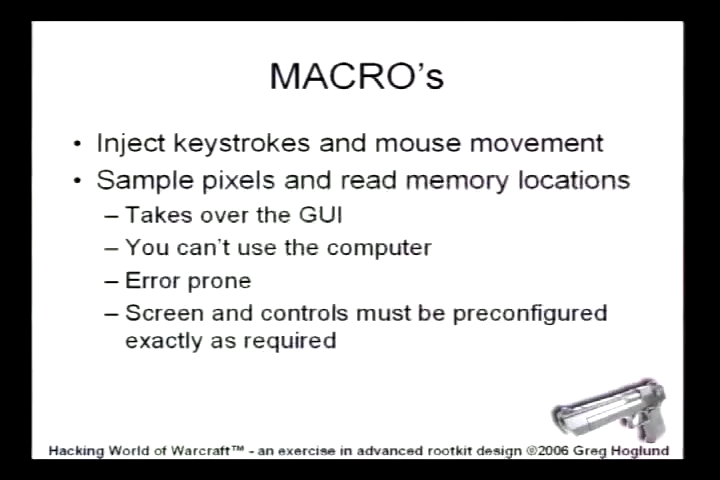 MACRO's
• Inject keystrokes and mouse movement
• Sample pixels and read memory locations
– Takes over the GUI
– You can't use the computer
– Error prone
– Screen and controls must be preconfigured
exactly as required
Hacking World of Warcraft™ - an exercise in advanced rootkit design ©2006 Greg Hoglund